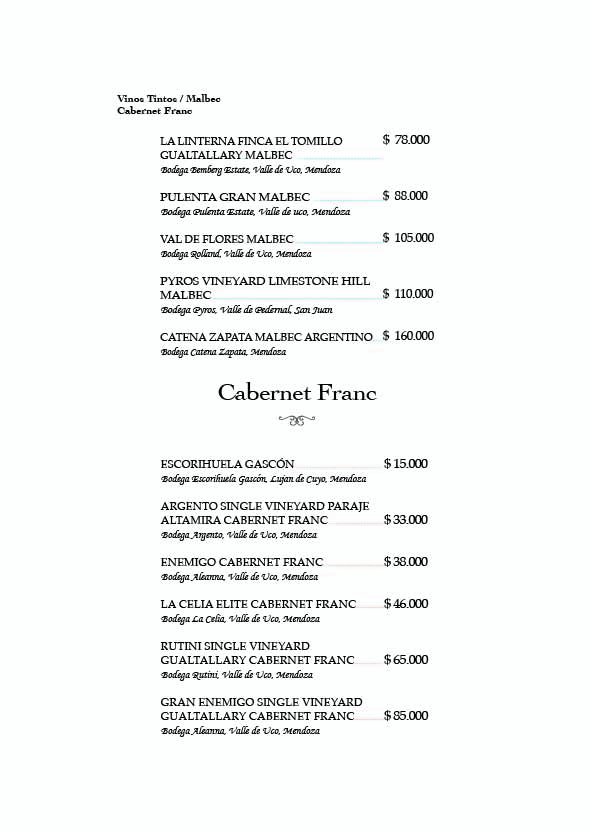 Vinos Tintos / Malbec
Cabernet Franc
LA LINTERNA FINCA EL TOMILLO $ 78.000
GUALTALLARY MALBEC
Bodega Bemberg Estate, Valle de Uco, Mendoza
PULENTA GRAN MALBEC $ 88.000
Bodega Pulenta Estate, Valle de uco, Mendoza
VAL DE FLORES MALBEC $ 105.000
Bodega Rolland, Valle de Uco, Mendoza
PYROS VINEYARD LIMESTONE HILL
MALBEC $ 110.000
Bodega Pyros, Valle de Pedernal, San Juan
CATENA ZAPATA MALBEC ARGENTINO $ 160.000
Bodega Catena Zapata, Mendoza
Cabernet Franc
ESCORIHUELA GASCÓN $ 15.000
Bodega Escorihuela Gascón, Lujan de Cuyo, Mendoza
ARGENTO SINGLE VINEYARD PARAJE
ALTAMIRA CABERNET FRANC $ 33.000
Bodega Argento, Valle de Uco, Mendoza
ENEMIGO CABERNET FRANC $ 38.000
Bodega Aleanna, Valle de Uco, Mendoza
LA CELIA ELITE CABERNET FRANC $ 46.000
Bodega La Celia, Valle de Uco, Mendoza
RUTINI SINGLE VINEYARD
GUALTALLARY CABERNET FRANC $ 65.000
Bodega Rutini, Valle de Uco, Mendoza
GRAN ENEMIGO SINGLE VINEYARD
GUALTALLARY CABERNET FRANC $ 85.000
Bodega Aleanna, Valle de Uco, Mendoza